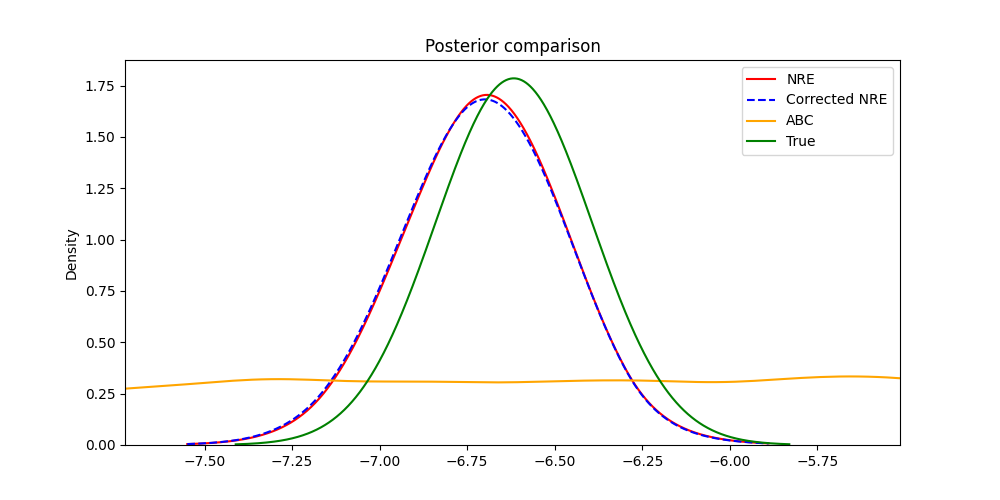 Posterior comparison
NRE
Corrected NRE
ABC
True
Density
1.75
1.50
1.25
1.00
0.75
0.50
0.25
0.00
−7.50 −7.25 −7.00 −6.75 −6.50 −6.25 −6.00 −5.75